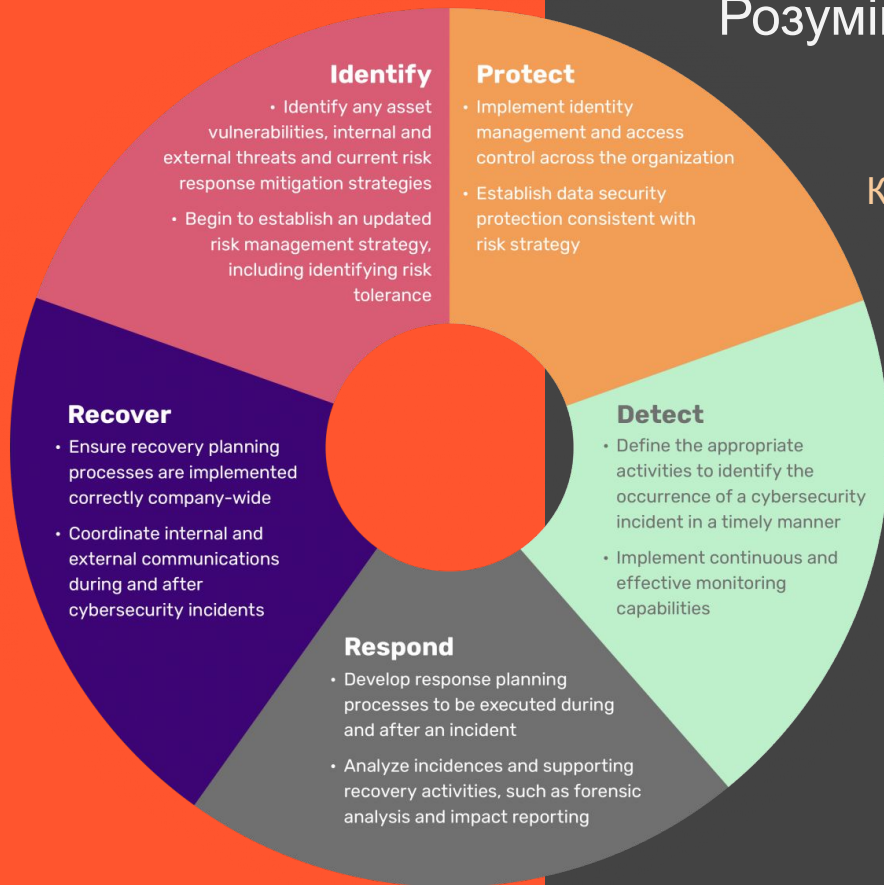 Identify
• Identify any asset
vulnerabilities, internal and
external threats and current risk
response mitigation strategies
• Begin to establish an updated
risk management strategy,
including identifying risk
tolerance
Protect
• Implement identity
management and access
control across the organization
• Establish data security
protection consistent with
risk strategy
Detect
• Define the appropriate
activities to identify the
occurrence of a cybersecurity
incident in a timely manner
• Implement continuous and
effective monitoring
capabilities
Respond
• Develop response planning
processes to be executed during
and after an incident
• Analyze incidences and supporting
recovery activities, such as forensic
analysis and impact reporting
Recover
• Ensure recovery planning
processes are implemented
correctly company-wide
• Coordinate internal and
external communications
during and after
cybersecurity incidents